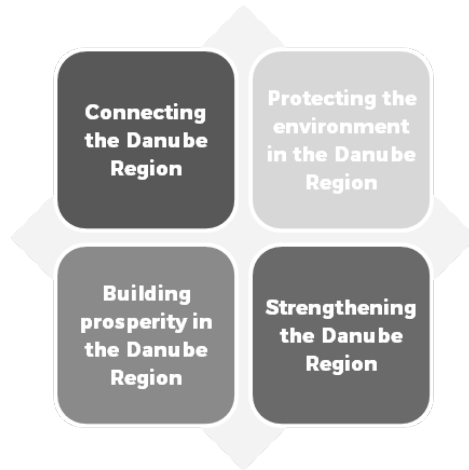 Connecting
the Danube
Region
Protecting the
environment
in the Danube
Region
Building
prosperity in
the Danube
Region
Strengthening
the Danube
Region